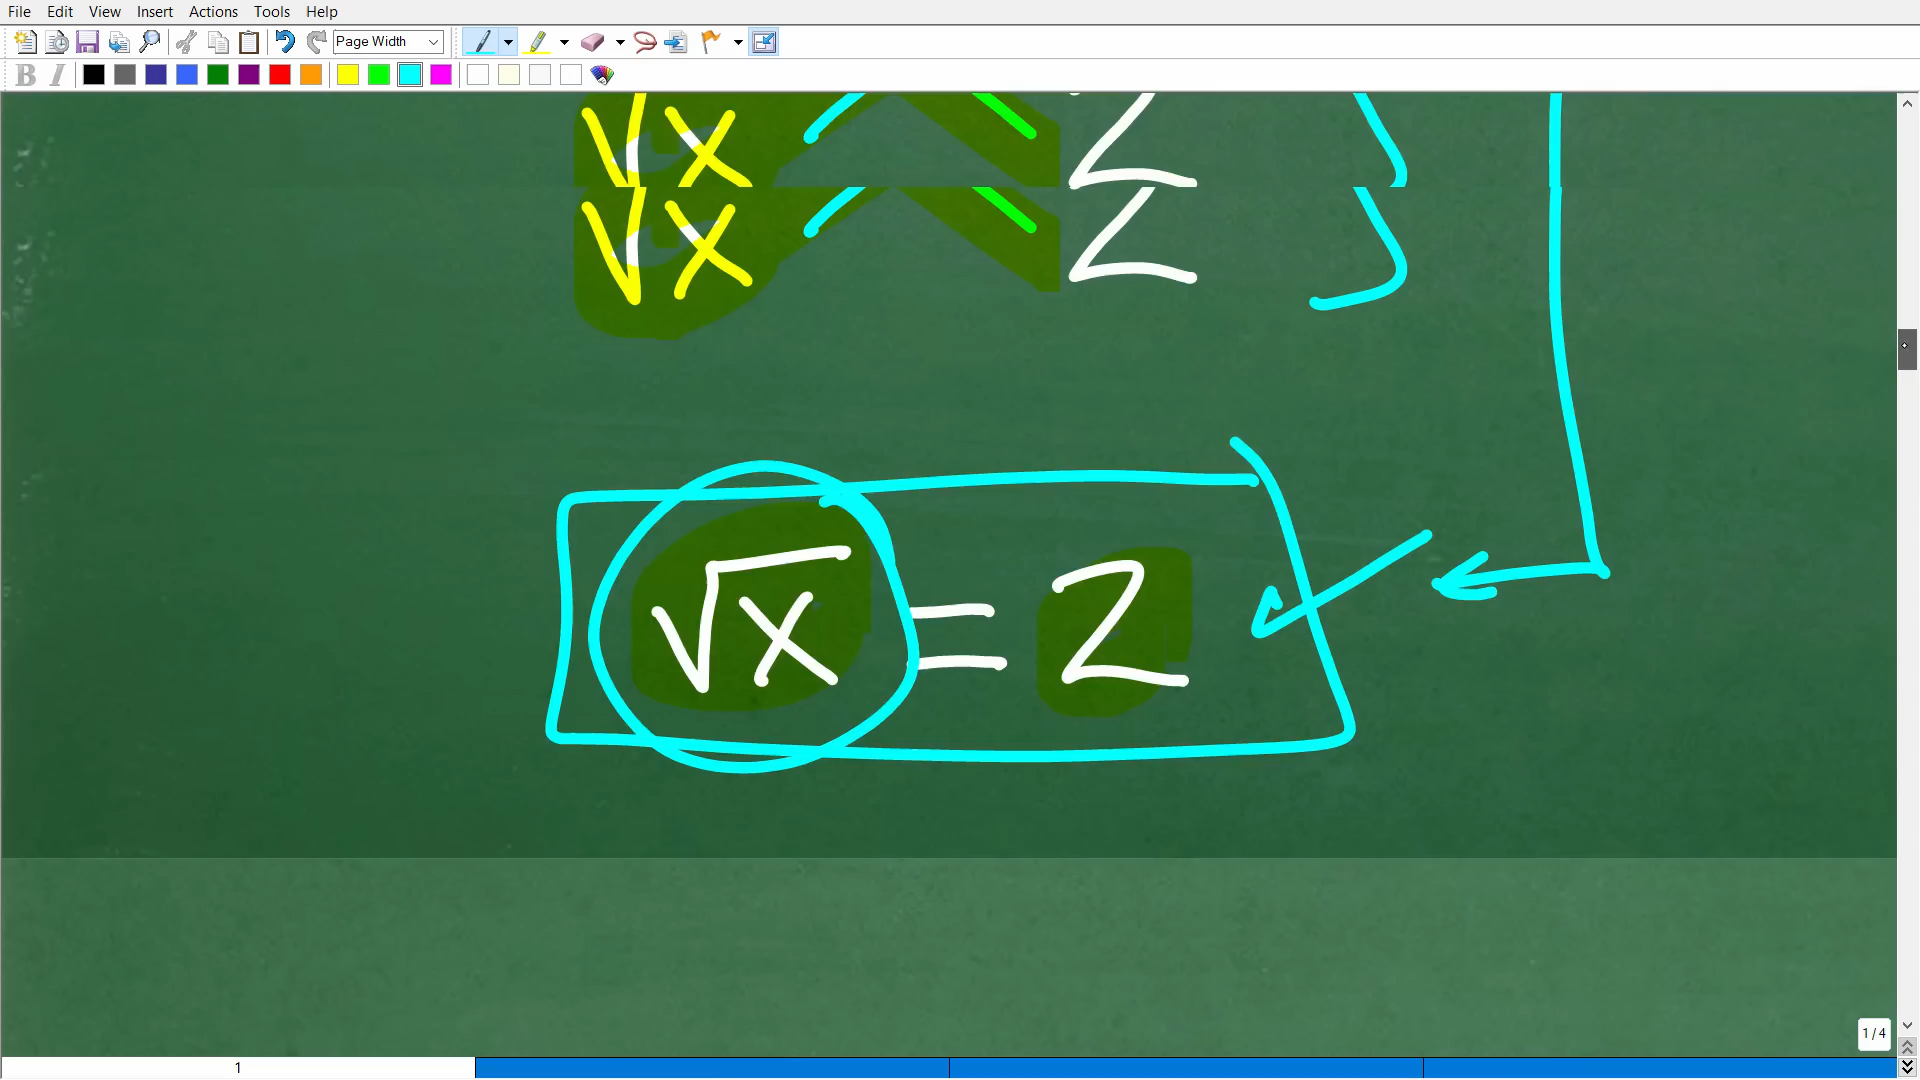 File Edit View Insert Actions Tools Help
Page Width
B I
√x 2
√x 2
√x = 2
1 / 4
1